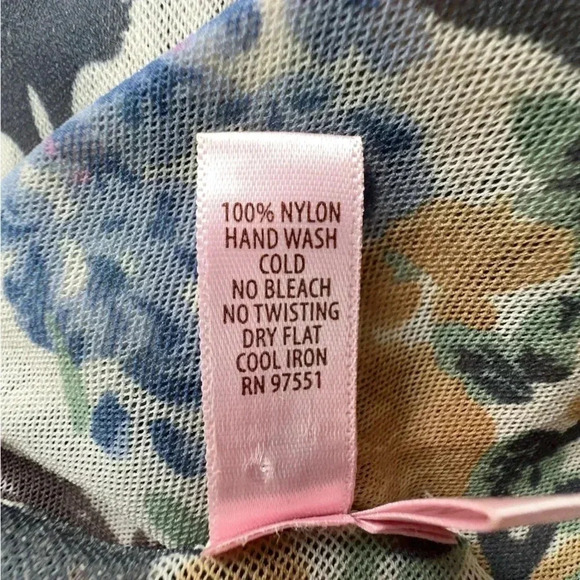 100% NYLON
HAND WASH
COLD
NO BLEACH
NO TWISTING
DRY FLAT
COOL IRON
RN 97551